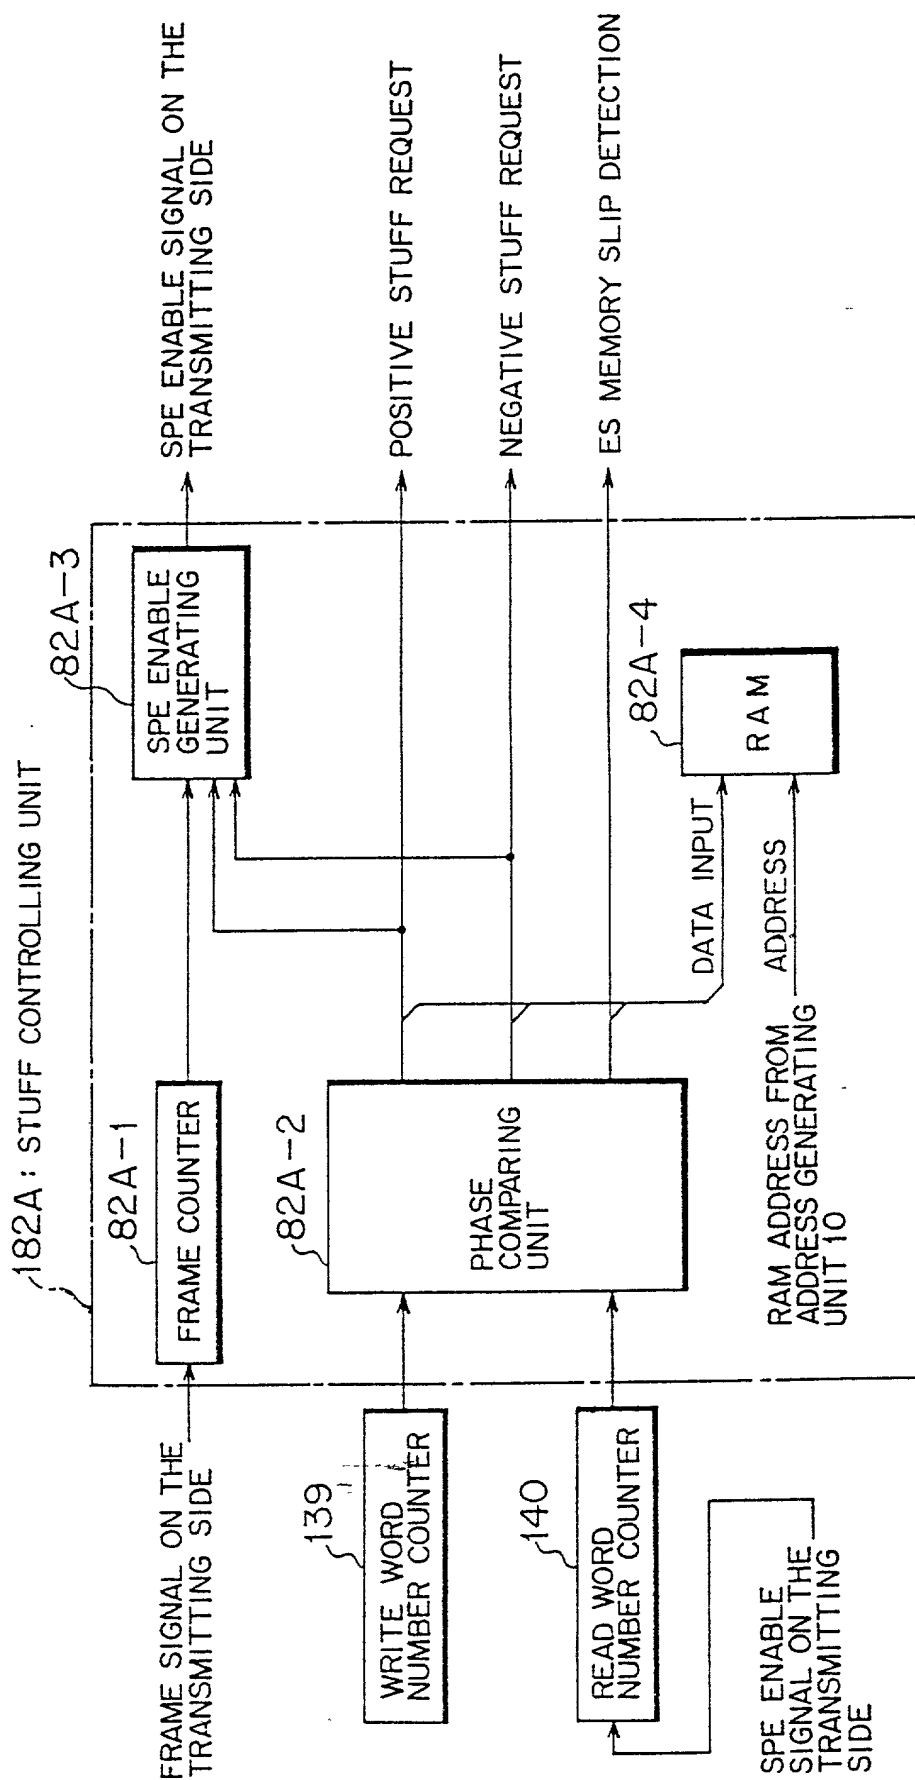 182A : STUFF CONTROLLING UNIT
FRAME SIGNAL ON THE
TRANSMITTING SIDE
82A-1
FRAME COUNTER
82A-3
SPE ENABLE
GENERATING
UNIT
SPE ENABLE SIGNAL ON THE
TRANSMITTING SIDE
139
WRITE WORD
NUMBER COUNTER
82A-2
PHASE
COMPARING
UNIT
POSITIVE STUFF REQUEST
NEGATIVE STUFF REQUEST
ES MEMORY SLIP DETECTION
140
READ WORD
NUMBER COUNTER
SPE ENABLE
SIGNAL ON THE
TRANSMITTING
SIDE
DATA INPUT
82A-4
RAM
ADDRESS
RAM ADDRESS FROM
ADDRESS GENERATING
UNIT 10